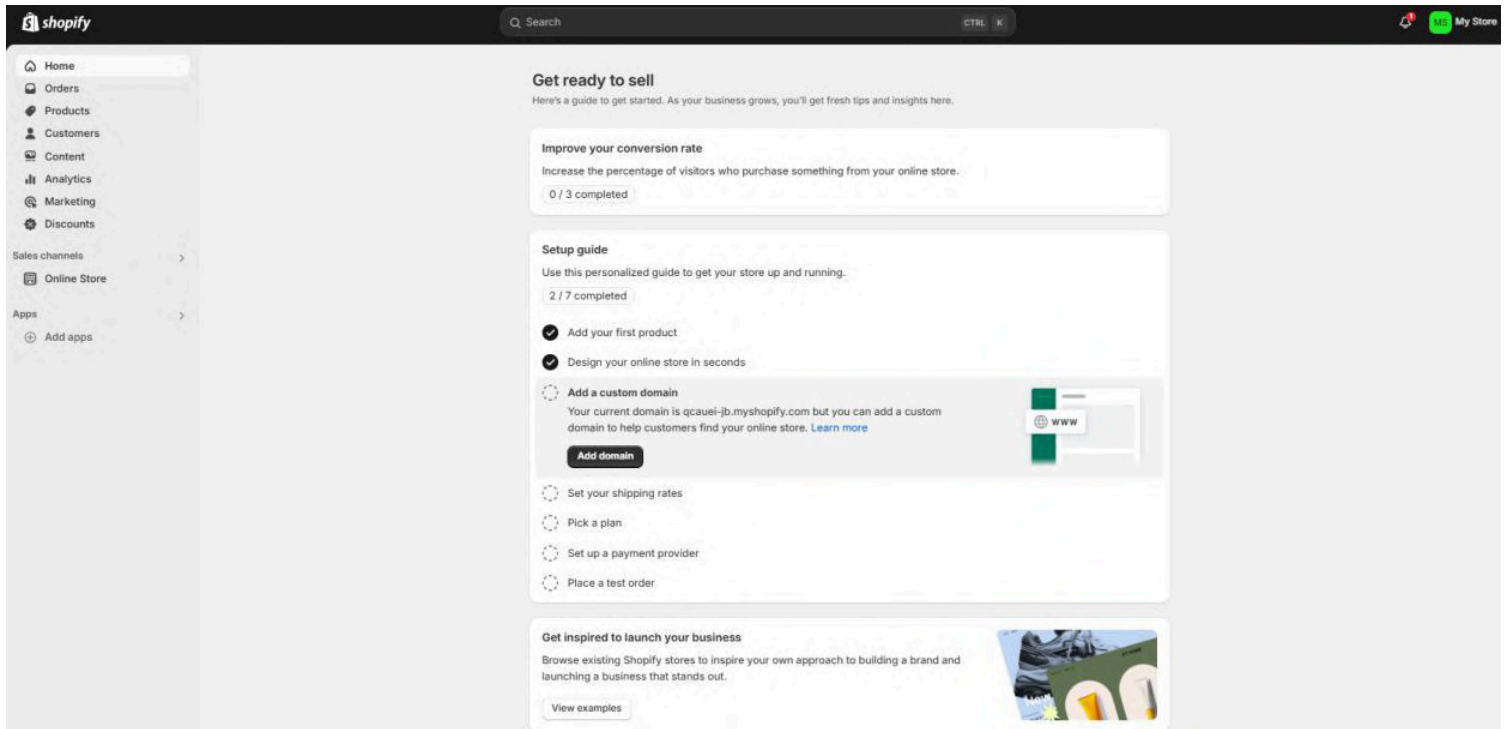 shopify
Search
CTRL K
1
MS
My Store
Home
Orders
Products
Customers
Content
Analytics
Marketing
Discounts
Sales channels
Online Store
Apps
Add apps
Get ready to sell
Here's a guide to get started. As your business grows, you'll get fresh tips and insights here.
Improve your conversion rate
Increase the percentage of visitors who purchase something from your online store.
0 / 3 completed
Setup guide
Use this personalized guide to get your store up and running.
2 / 7 completed
Add your first product
Design your online store in seconds
Add a custom domain
Your current domain is qcauei-jb.myshopify.com but you can add a custom
domain to help customers find your online store. Learn more
Add domain
www
Set your shipping rates
Pick a plan
Set up a payment provider
Place a test order
Get inspired to launch your business
Browse existing Shopify stores to inspire your own approach to building a brand and
launching a business that stands out.
View examples
New